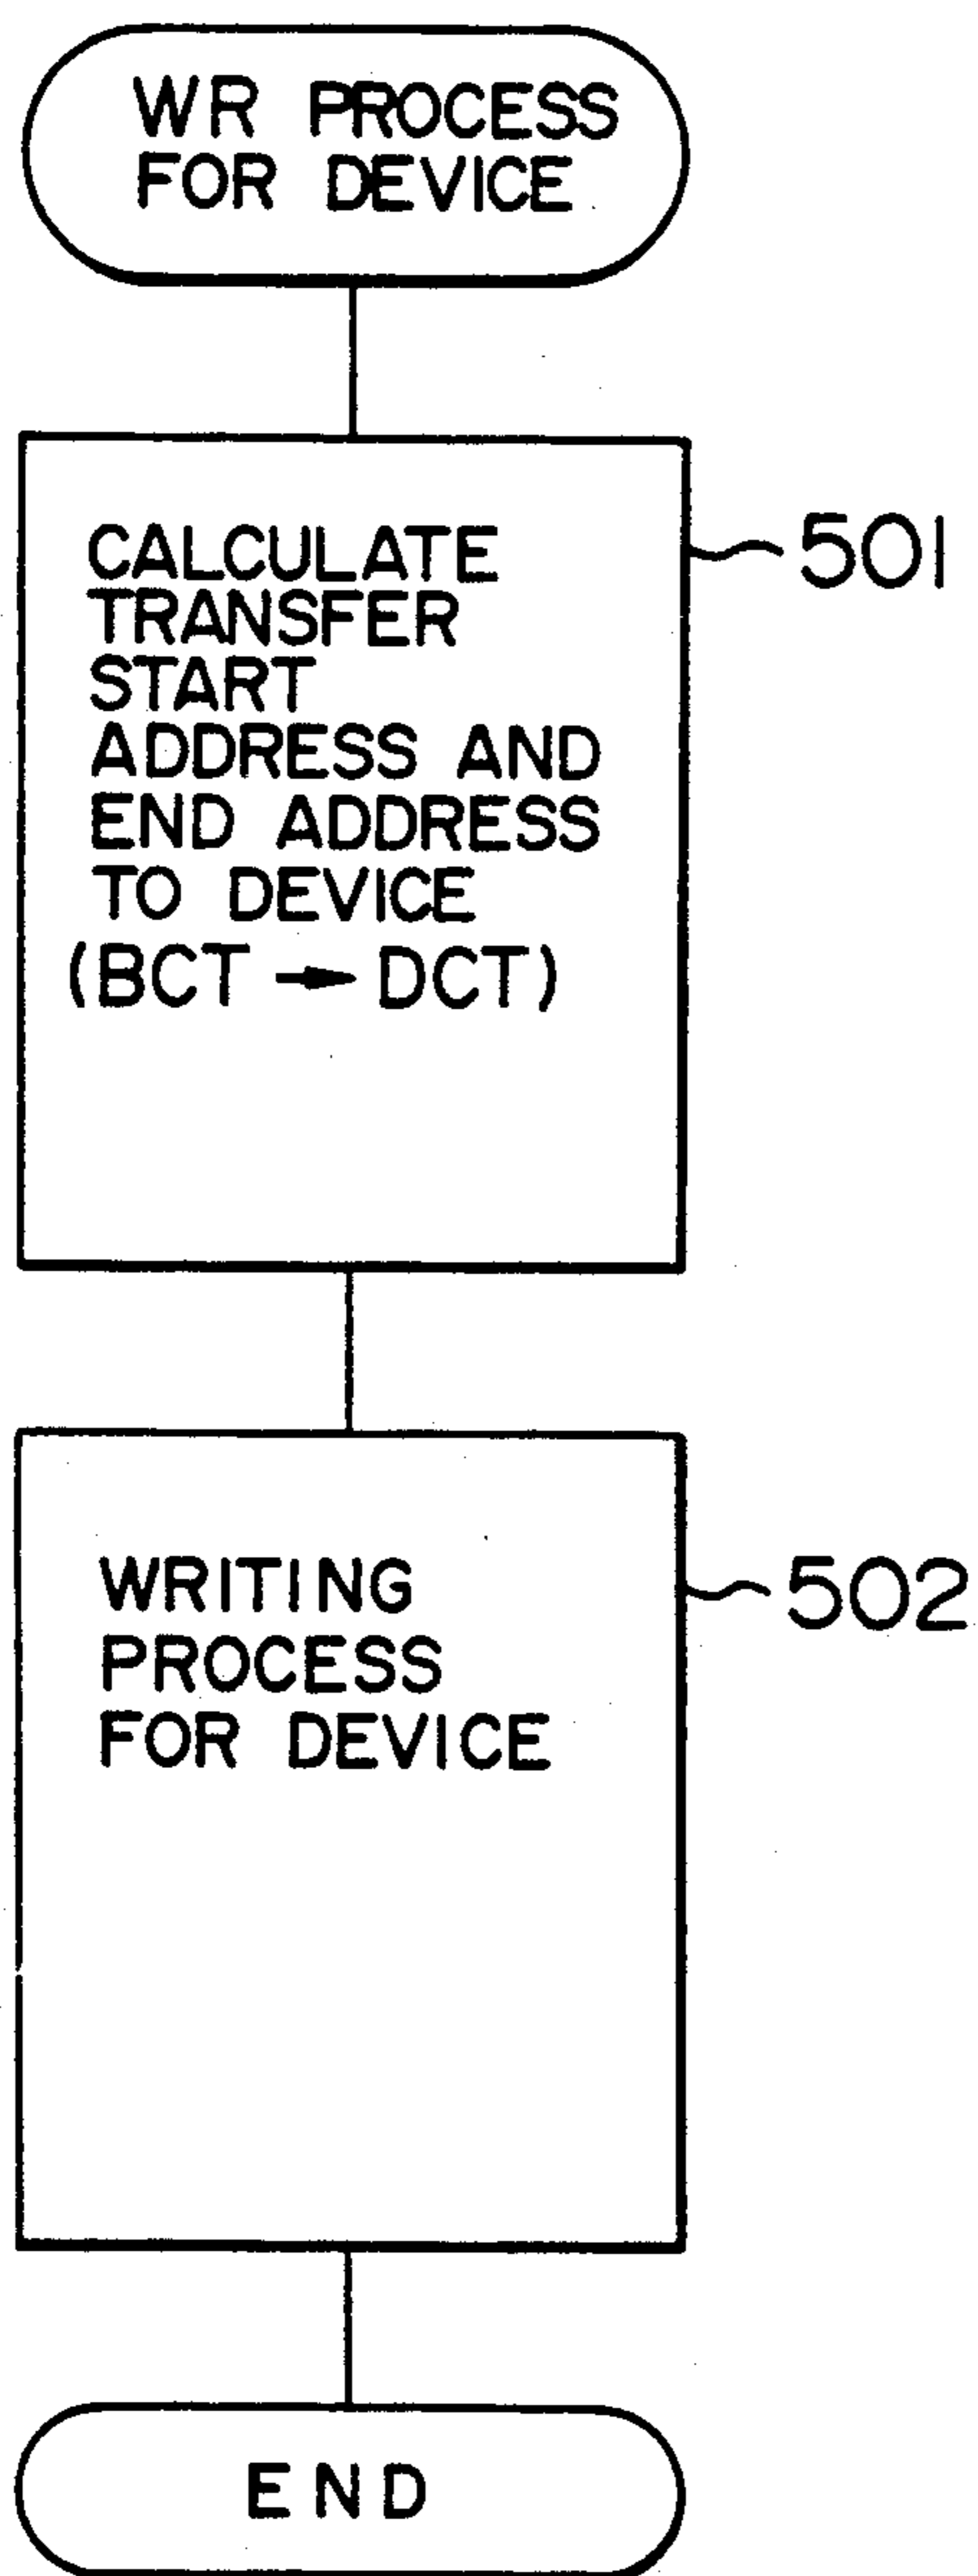 WR PROCESS
FOR DEVICE
CALCULATE
TRANSFER
START
ADDRESS AND
END ADDRESS
TO DEVICE
(BCT → DCT)
501
WRITING
PROCESS
FOR DEVICE
502
END